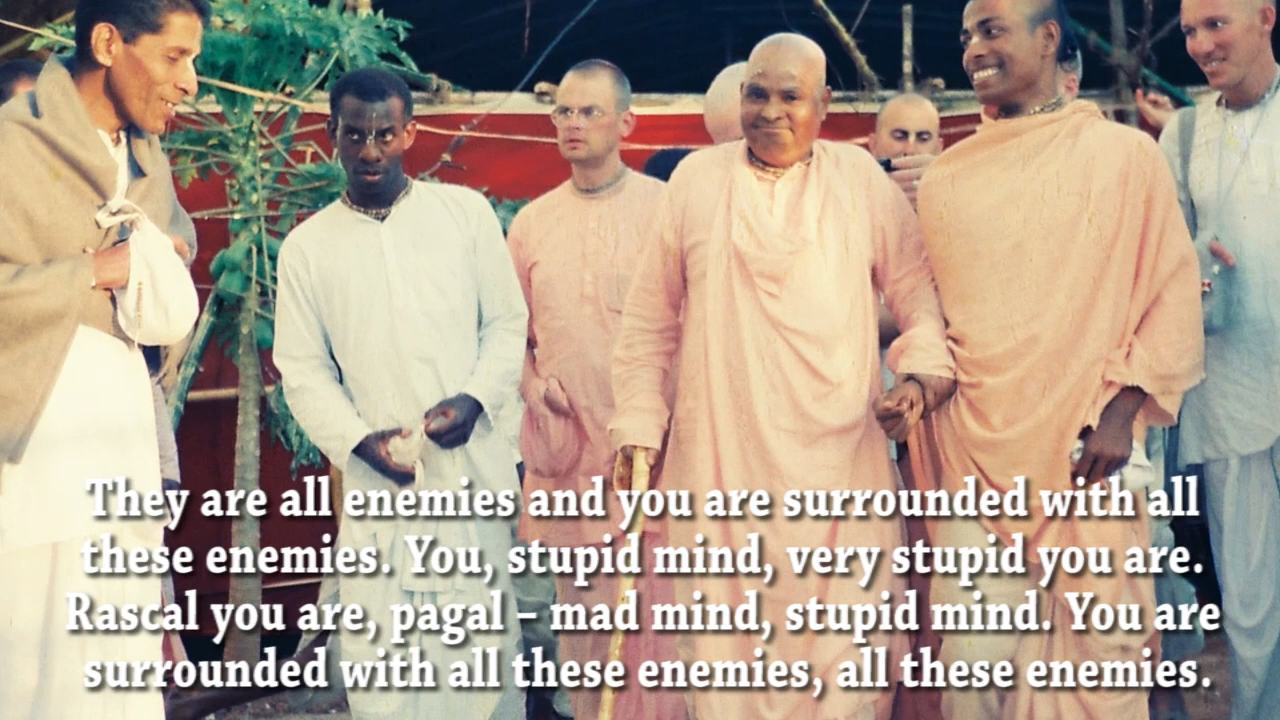 They are all enemies and you are surrounded with all
these enemies. You, stupid mind, very stupid you are.
Rascal you are, pagal – mad mind, stupid mind. You are
surrounded with all these enemies, all these enemies.